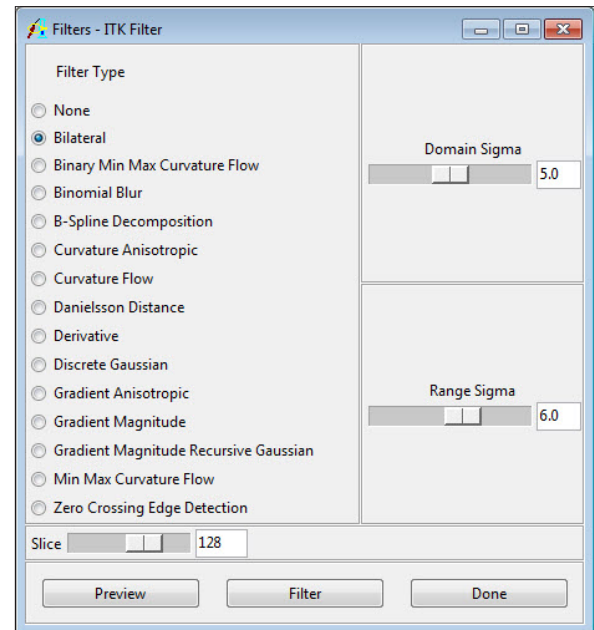 Filters - ITK Filter
Filter Type
None
Bilateral
Binary Min Max Curvature Flow
Binomial Blur
B-Spline Decomposition
Curvature Anisotropic
Curvature Flow
Danielsson Distance
Derivative
Discrete Gaussian
Gradient Anisotropic
Gradient Magnitude
Gradient Magnitude Recursive Gaussian
Min Max Curvature Flow
Zero Crossing Edge Detection
Domain Sigma
5.0
Range Sigma
6.0
Slice 128
Preview Filter Done